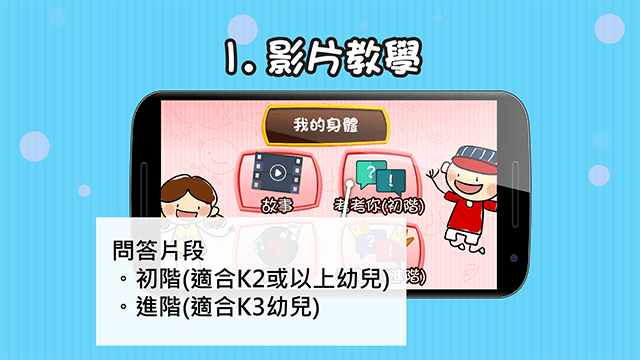 1. 影片教學
我的身體
故事
考考你(初階)
進階)
問答片段
。初階(適合K2或以上幼兒)
。進階(適合K3幼兒)